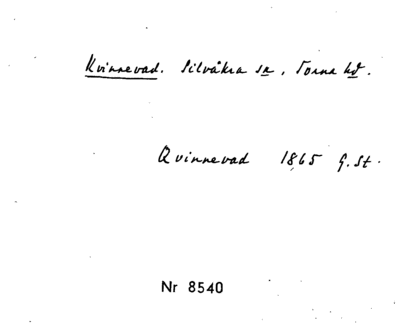 Kvinnevad. Silvåkra sn, Torna hd.
Qvinnevad 1865 G. St.
Nr 8540